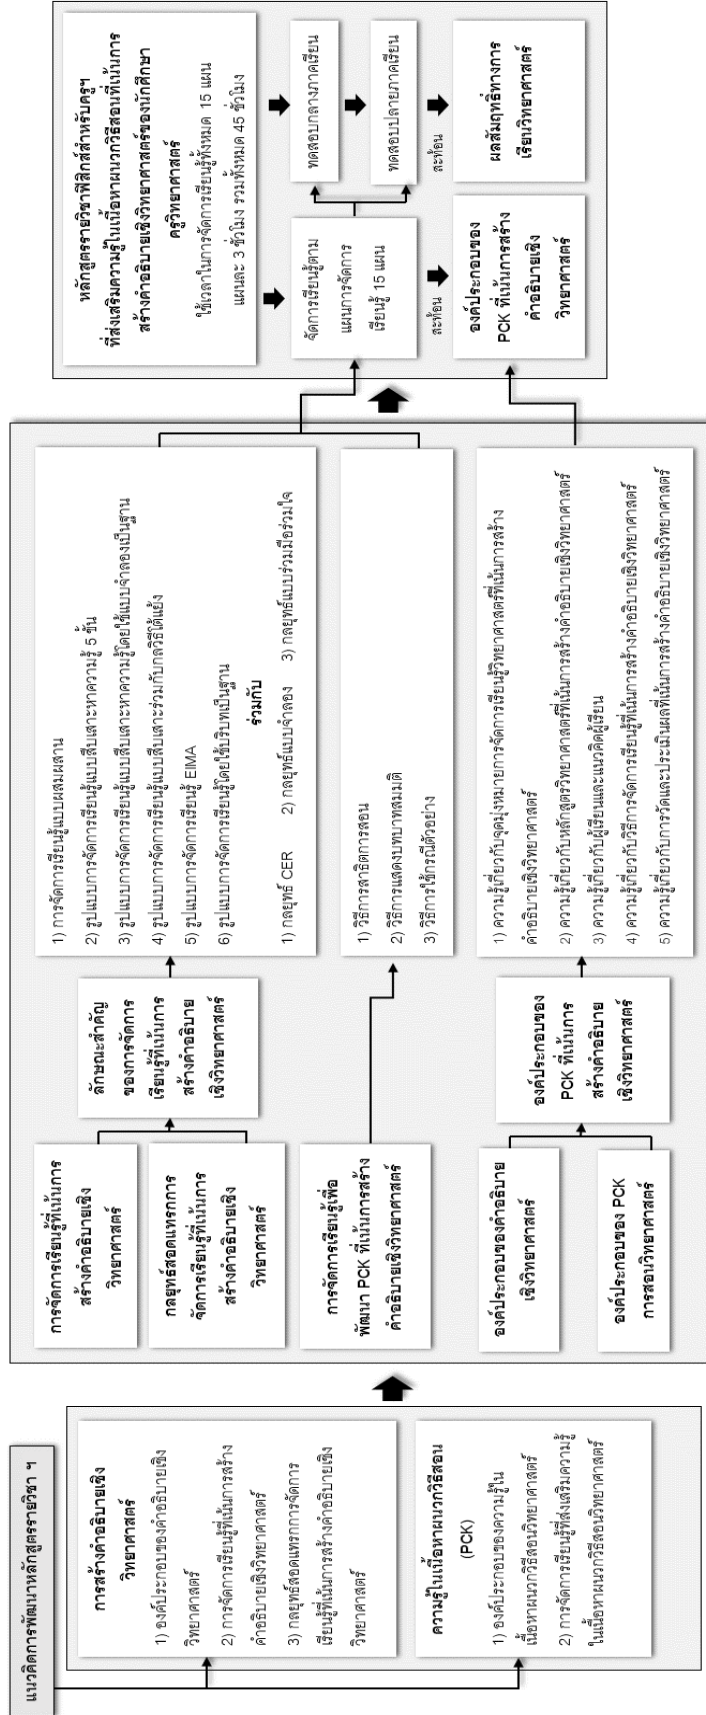 แนวคิดการพัฒนาหลักสูตรรายวิชา ฯ
การสร้างคำอธิบายเชิง
วิทยาศาสตร์
1) องค์ประกอบของคำอธิบายเชิง
วิทยาศาสตร์
2) การจัดการเรียนรู้ที่เน้นการสร้าง
คำอธิบายเชิงวิทยาศาสตร์
3) กลยุทธ์สอดแทรกการจัดการ
เรียนรู้ที่เน้นการสร้างคำอธิบายเชิง
วิทยาศาสตร์
ความรู้ในเนื้อหาผนวกวิธีสอน
(PCK)
1) องค์ประกอบของความรู้ใน
เนื้อหาผนวกวิธีสอนวิทยาศาสตร์
2) การจัดการเรียนรู้ที่ส่งเสริมความรู้
ในเนื้อหาผนวกวิธีสอนวิทยาศาสตร์
การจัดการเรียนรู้ที่เน้นการ
สร้างคำอธิบายเชิง
วิทยาศาสตร์
กลยุทธ์สอดแทรกการ
จัดการเรียนรู้ที่เน้นการ
สร้างคำอธิบายเชิง
วิทยาศาสตร์
การจัดการเรียนรู้เพื่อ
พัฒนา PCK ที่เน้นการสร้าง
คำอธิบายเชิงวิทยาศาสตร์
องค์ประกอบของคำอธิบาย
เชิงวิทยาศาสตร์
องค์ประกอบของ PCK
การสอนวิทยาศาสตร์
ลักษณะสำคัญ
ของการจัดการ
เรียนรู้ที่เน้นการ
สร้างคำอธิบาย
เชิงวิทยาศาสตร์
องค์ประกอบของ
PCK ที่เน้นการ
สร้างคำอธิบาย
เชิงวิทยาศาสตร์
1) การจัดการเรียนรู้แบบผสมผสาน
2) รูปแบบการจัดการเรียนรู้แบบสืบเสาะหาความรู้ 5 ขั้น
3) รูปแบบการจัดการเรียนรู้แบบสืบเสาะหาความรู้โดยใช้แบบจำลองเป็นฐาน
4) รูปแบบการจัดการเรียนรู้แบบสืบเสาะร่วมกับกลวิธีโต้แย้ง
5) รูปแบบการจัดการเรียนรู้ EIMA
6) รูปแบบการจัดการเรียนรู้โดยใช้บริบทเป็นฐาน
ร่วมกับ
1) กลยุทธ์ CER 2) กลยุทธ์แบบจำลอง 3) กลยุทธ์แบบร่วมมือร่วมใจ
1) วิธีการสาธิตการสอน
2) วิธีการแสดงบทบาทสมมติ
3) วิธีการใช้กรณีตัวอย่าง
1) ความรู้เกี่ยวกับจุดมุ่งหมายการจัดการเรียนรู้วิทยาศาสตร์ที่เน้นการสร้าง
คำอธิบายเชิงวิทยาศาสตร์
2) ความรู้เกี่ยวกับหลักสูตรวิทยาศาสตร์ที่เน้นการสร้างคำอธิบายเชิงวิทยาศาสตร์
3) ความรู้เกี่ยวกับผู้เรียนและแนวคิดผู้เรียน
4) ความรู้เกี่ยวกับวิธีการจัดการเรียนรู้ที่เน้นการสร้างคำอธิบายเชิงวิทยาศาสตร์
5) ความรู้เกี่ยวกับการวัดและประเมินผลที่เน้นการสร้างคำอธิบายเชิงวิทยาศาสตร์
หลักสูตรรายวิชาฟิสิกส์สำหรับครูฯ
ที่ส่งเสริมความรู้ในเนื้อหาผนวกวิธีสอนที่เน้นการ
สร้างคำอธิบายเชิงวิทยาศาสตร์ของนักศึกษา
ครูวิทยาศาสตร์
ใช้เวลาในการจัดการเรียนรู้ทั้งหมด 15 แผน
แผนละ 3 ชั่วโมง รวมทั้งหมด 45 ชั่วโมง
จัดการเรียนรู้ตาม
แผนการจัดการ
เรียนรู้ 15 แผน
ทดสอบกลางภาคเรียน
ทดสอบปลายภาคเรียน
สะท้อน
สะท้อน
องค์ประกอบของ
PCK ที่เน้นการสร้าง
คำอธิบายเชิง
วิทยาศาสตร์
ผลสัมฤทธิ์ทางการ
เรียนวิทยาศาสตร์